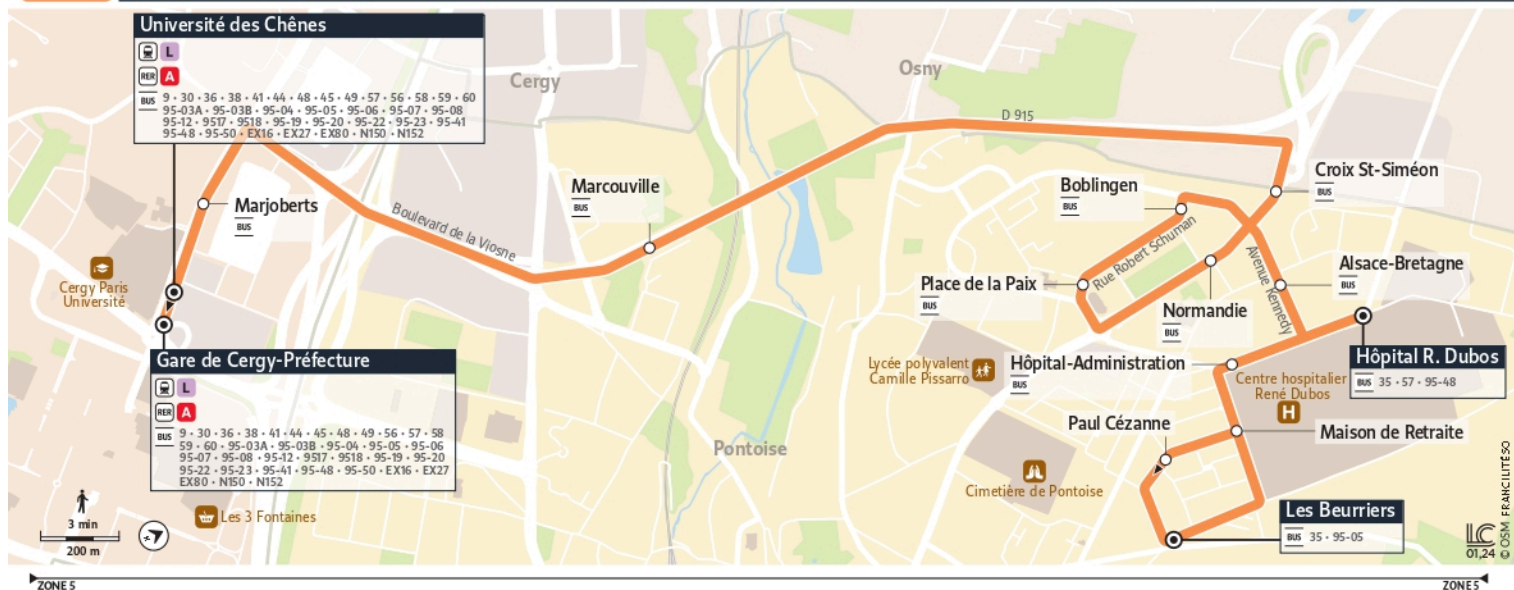 Université des Chênes
L
RER A
BUS 9 • 30 • 36 • 38 • 41 • 44 • 48 • 45 • 49 • 57 • 56 • 58 • 59 • 60
95-03A • 95-03B • 95-04 • 95-05 • 95-06 • 95-07 • 95-08
95-12 • 9517 • 9518 • 95-19 • 95-20 • 95-22 • 95-23 • 95-41
95-48 • 95-50 • EX16 • EX27 • EX80 • N150 • N152
Cergy
Osny
D 915
Croix St-Siméon
BUS
Marcouville
BUS
Boblingen
BUS
Marjoberts
BUS
Boulevard de la Viosne
Rue Robert Schuman
Avenue Kennedy
Alsace-Bretagne
BUS
Cergy Paris
Université
Place de la Paix
BUS
Normandie
BUS
Gare de Cergy-Préfecture
L
RER A
BUS 9 • 30 • 36 • 38 • 41 • 44 • 45 • 48 • 49 • 56 • 57 • 58
59 • 60 • 95-03A • 95-03B • 95-04 • 95-05 • 95-06
95-07 • 95-08 • 95-12 • 9517 • 9518 • 95-19 • 95-20
95-22 • 95-23 • 95-41 • 95-48 • 95-50 • EX16 • EX27
EX80 • N150 • N152
Lycée polyvalent
Camille Pissarro
Hôpital-Administration
BUS
Hôpital R. Dubos
BUS 35 • 57 • 95-48
Centre hospitalier
René Dubos
H
Paul Cézanne
BUS
Maison de Retraite
Pontoise
Cimetière de Pontoise
Les 3 Fontaines
3 min
200 m
Les Beurriers
BUS 35 • 95-05
LC
01,24
© OSM FRANCILITÉ SO
ZONE 5
ZONE 5